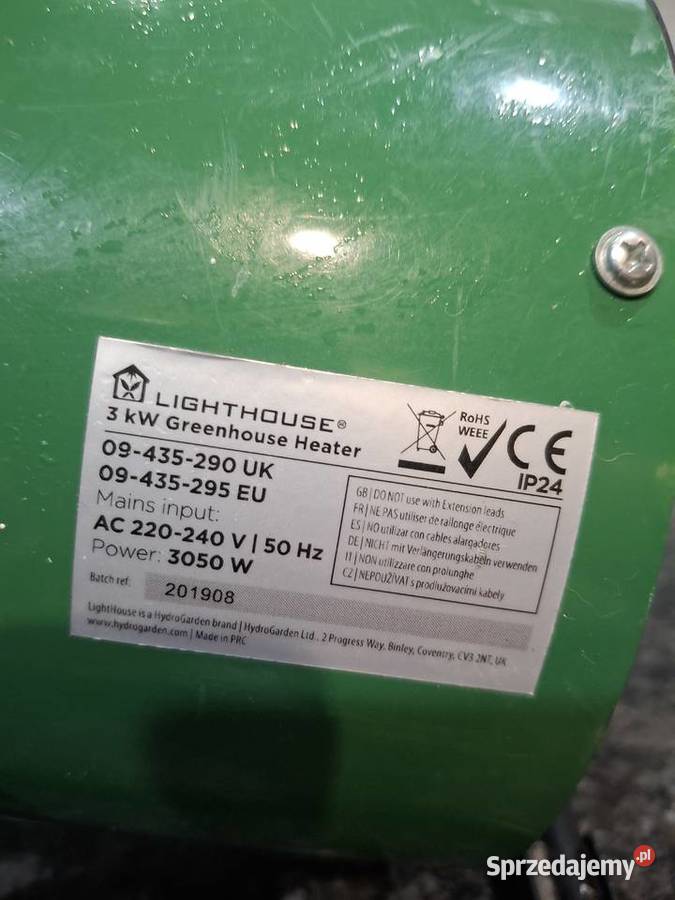 LIGHTHOUSE®
3 kW Greenhouse Heater
09-435-290 UK
09-435-295 EU
Mains input:
AC 220-240 V | 50 Hz
Power: 3050 W
RoHS
WEEE
CE
IP24
GB | DO NOT use with Extension leads
FR | NE PAS utiliser de rallonge électrique
ES | NO utilizar con cables alargadores
DE | NICHT mit Verlängerungskabeln verwenden
IT | NON utilizzare con prolunghe
CZ | NEPOUŽÍVAT s prodlužovacími kabely
Batch ref: 201908
LightHouse is a HydroGarden brand | HydroGarden Ltd., 2 Progress Way, Binley, Coventry, CV3 2NT, UK
www.hydrogarden.com | Made in PRC
Sprzedajemy.pl